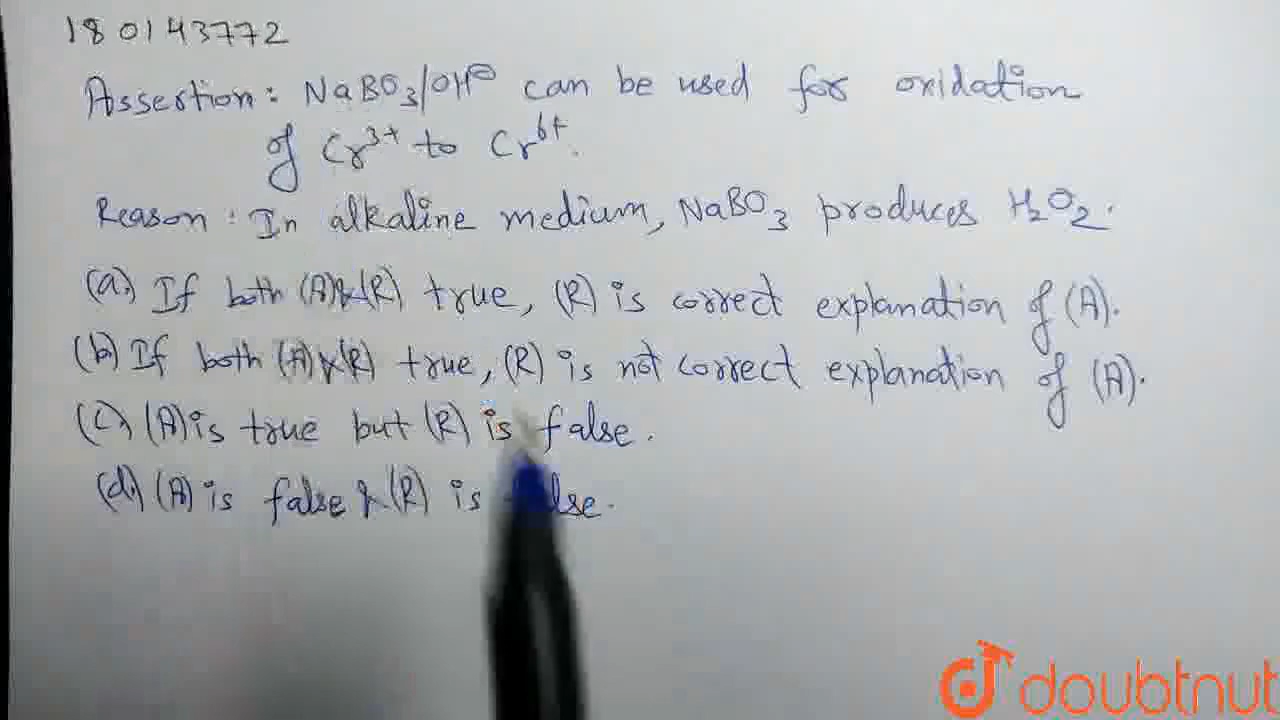 180143772
Assertion: NaBO3/OH⊖ can be used for oxidation
of Cr3+ to Cr6+.
Reason: In alkaline medium, NaBO3 produces H2O2.
(a) If both (A)&(R) true, (R) is correct explanation of (A).
(b) If both (A)&(R) true, (R) is not correct explanation of (A).
(c) (A) is true but (R) is false.
(d) (A) is false & (R) is false.
doubtnut